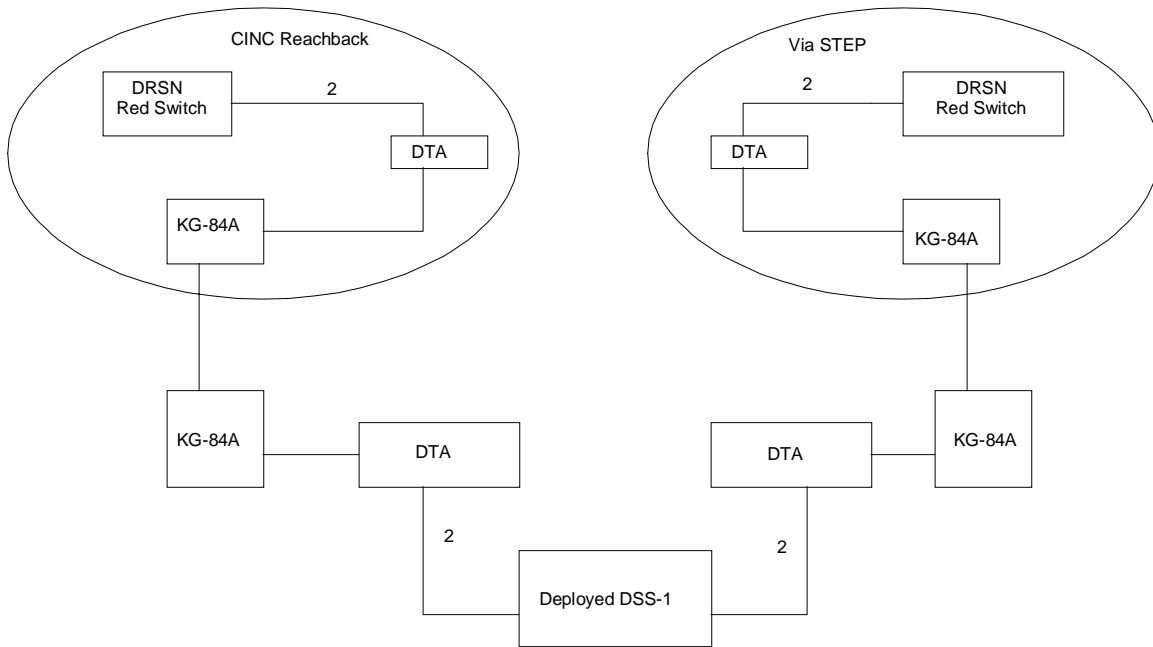 CINC Reachback
DRSN
Red Switch
2
DTA
KG-84A
Via STEP
2
DRSN
Red Switch
DTA
KG-84A
KG-84A
DTA
2
DTA
KG-84A
2
Deployed DSS-1